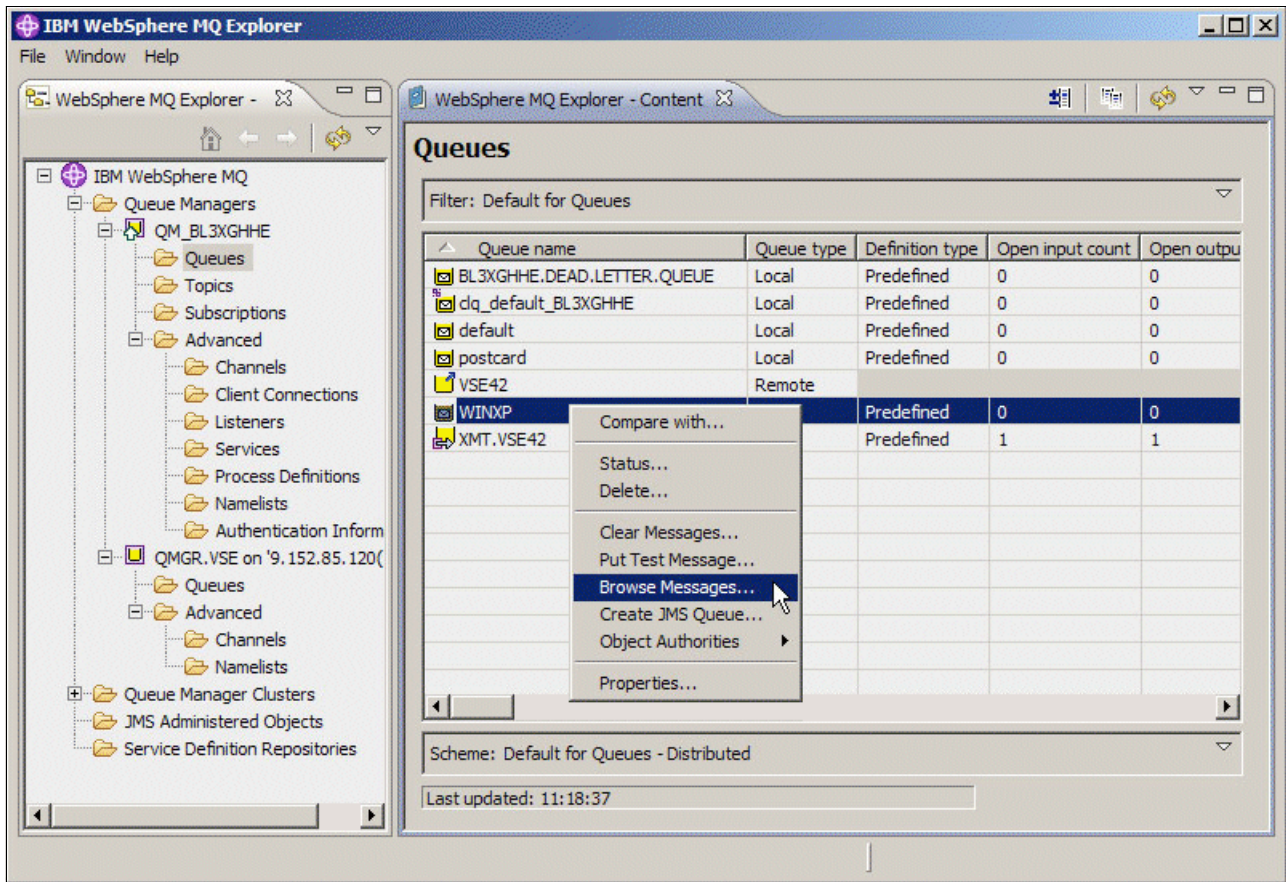 IBM WebSphere MQ Explorer
File Window Help
WebSphere MQ Explorer -
IBM WebSphere MQ
Queue Managers
QM_BL3XGHHE
Queues
Topics
Subscriptions
Advanced
Channels
Client Connections
Listeners
Services
Process Definitions
Namelists
Authentication Inform
QMGR.VSE on '9.152.85.120(
Queues
Advanced
Channels
Namelists
Queue Manager Clusters
JMS Administered Objects
Service Definition Repositories
WebSphere MQ Explorer - Content
Queues
Filter: Default for Queues
Queue name Queue type Definition type Open input count Open outpu
BL3XGHHE.DEAD.LETTER.QUEUE Local Predefined 0 0
clq_default_BL3XGHHE Local Predefined 0 0
default Local Predefined 0 0
postcard Local Predefined 0 0
VSE42 Remote
WINXP Predefined 0 0
XMT.VSE42 Predefined 1 1
Compare with...
Status...
Delete...
Clear Messages...
Put Test Message...
Browse Messages...
Create JMS Queue...
Object Authorities
Properties...
Scheme: Default for Queues - Distributed
Last updated: 11:18:37